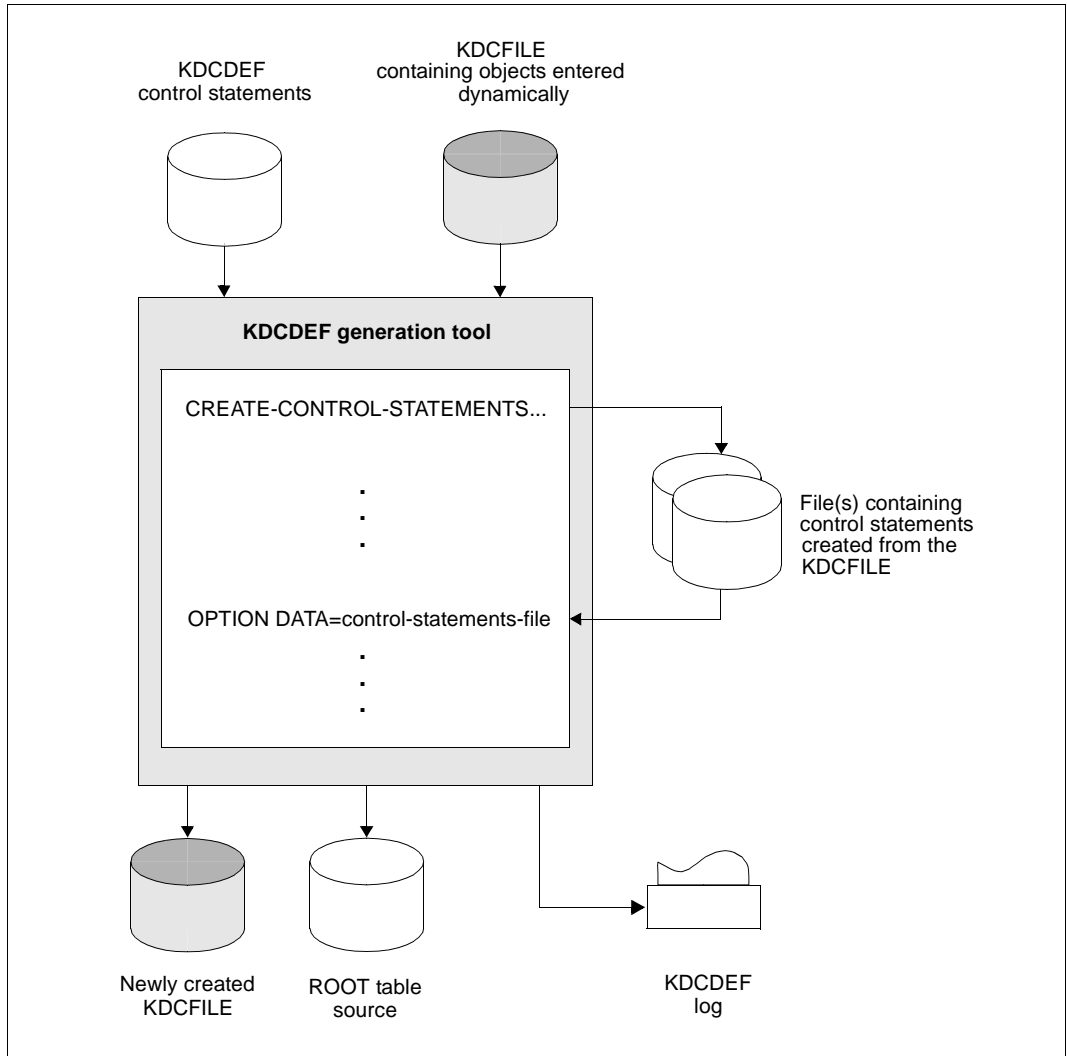 KDCDEF
control statements
KDCFILE
containing objects entered
dynamically
KDCDEF generation tool
CREATE-CONTROL-STATEMENTS...
.
.
.
File(s) containing
control statements
created from the
KDCFILE
OPTION DATA=control-statements-file
.
.
.
Newly created
KDCFILE
ROOT table
source
KDCDEF
log